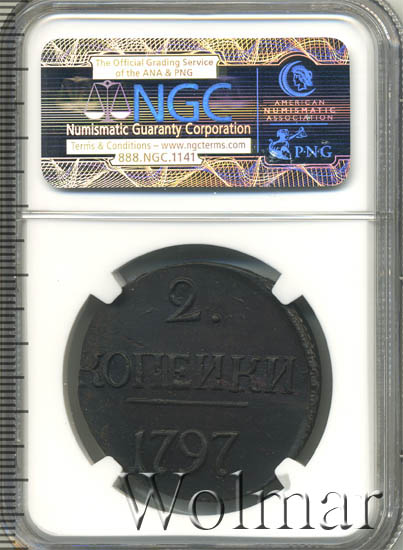 The Official Grading Service
of the ANA & PNG
NGC
Numismatic Guaranty Corporation
Terms & Conditions – www.ngcterms.com
888.NGC.1141
AMERICAN
NUMISMATIC
ASSOCIATION
P·N·G
2.
КОПЕЙКИ
1797
Wolmar